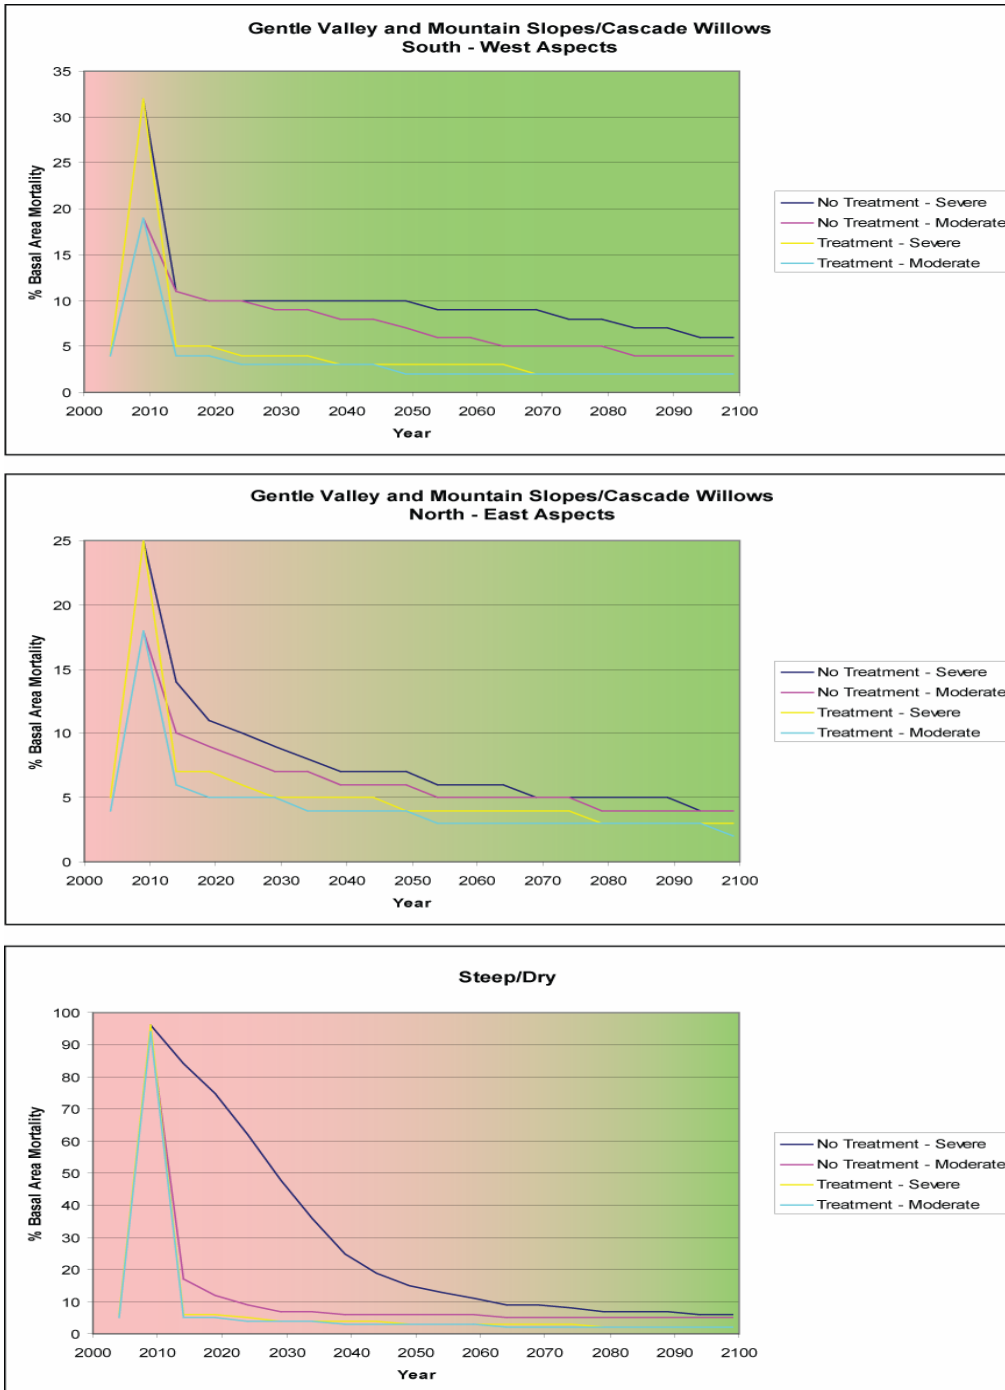 Gentle Valley and Mountain Slopes/Cascade Willows
South - West Aspects
% Basal Area Mortality
35
30
25
20
15
10
5
0
2000 2010 2020 2030 2040 2050 2060 2070 2080 2090 2100
Year
No Treatment - Severe
No Treatment - Moderate
Treatment - Severe
Treatment - Moderate
Gentle Valley and Mountain Slopes/Cascade Willows
North - East Aspects
% Basal Area Mortality
25
20
15
10
5
0
2000 2010 2020 2030 2040 2050 2060 2070 2080 2090 2100
Year
No Treatment - Severe
No Treatment - Moderate
Treatment - Severe
Treatment - Moderate
Steep/Dry
% Basal Area Mortality
100
90
80
70
60
50
40
30
20
10
0
2000 2010 2020 2030 2040 2050 2060 2070 2080 2090 2100
Year
No Treatment - Severe
No Treatment - Moderate
Treatment - Severe
Treatment - Moderate